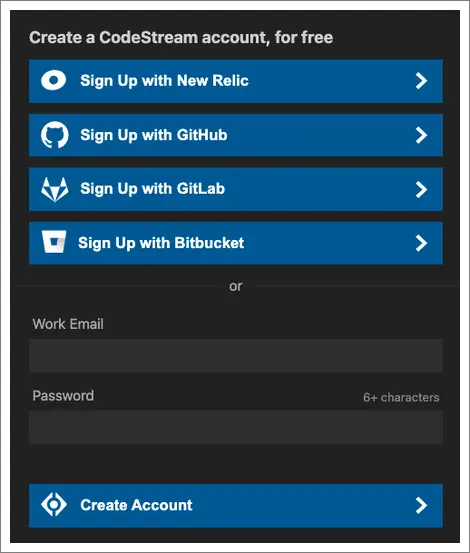 Create a CodeStream account, for free
Sign Up with New Relic
Sign Up with GitHub
Sign Up with GitLab
Sign Up with Bitbucket
or
Work Email
Password 6+ characters
Create Account